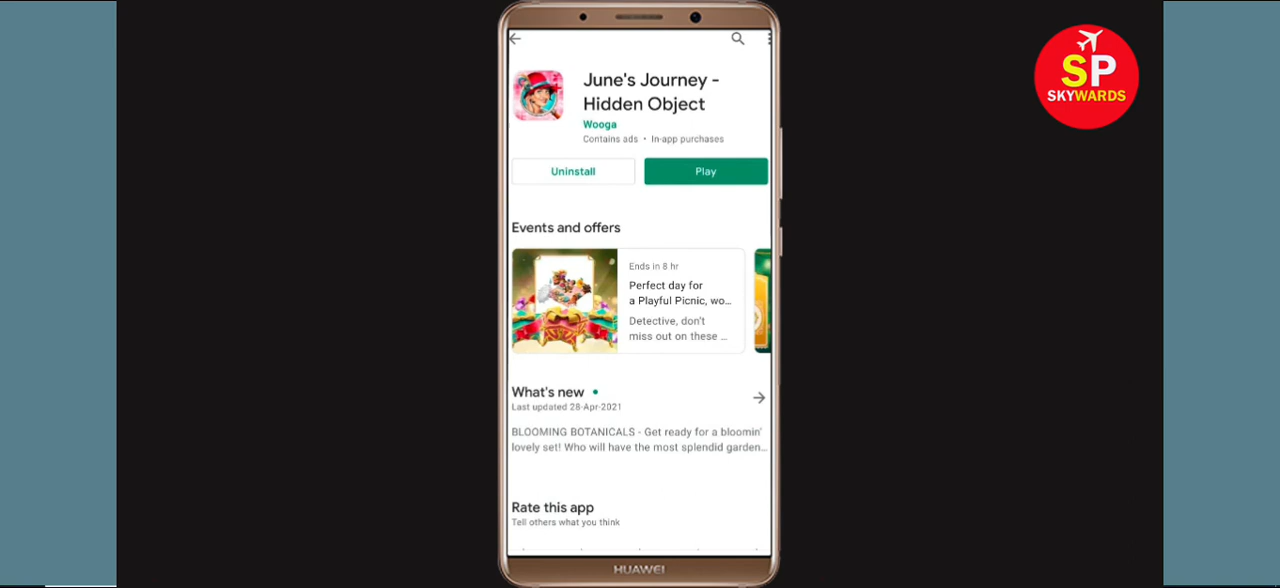 SP
SKYWARDS
June's Journey -
Hidden Object
Wooga
Contains ads • In-app purchases
Uninstall
Play
Events and offers
Ends in 8 hr
Perfect day for
a Playful Picnic, wo...
Detective, don't
miss out on these ...
What's new •
Last updated 28-Apr-2021
BLOOMING BOTANICALS - Get ready for a bloomin'
lovely set! Who will have the most splendid garden...
Rate this app
Tell others what you think
HUAWEI